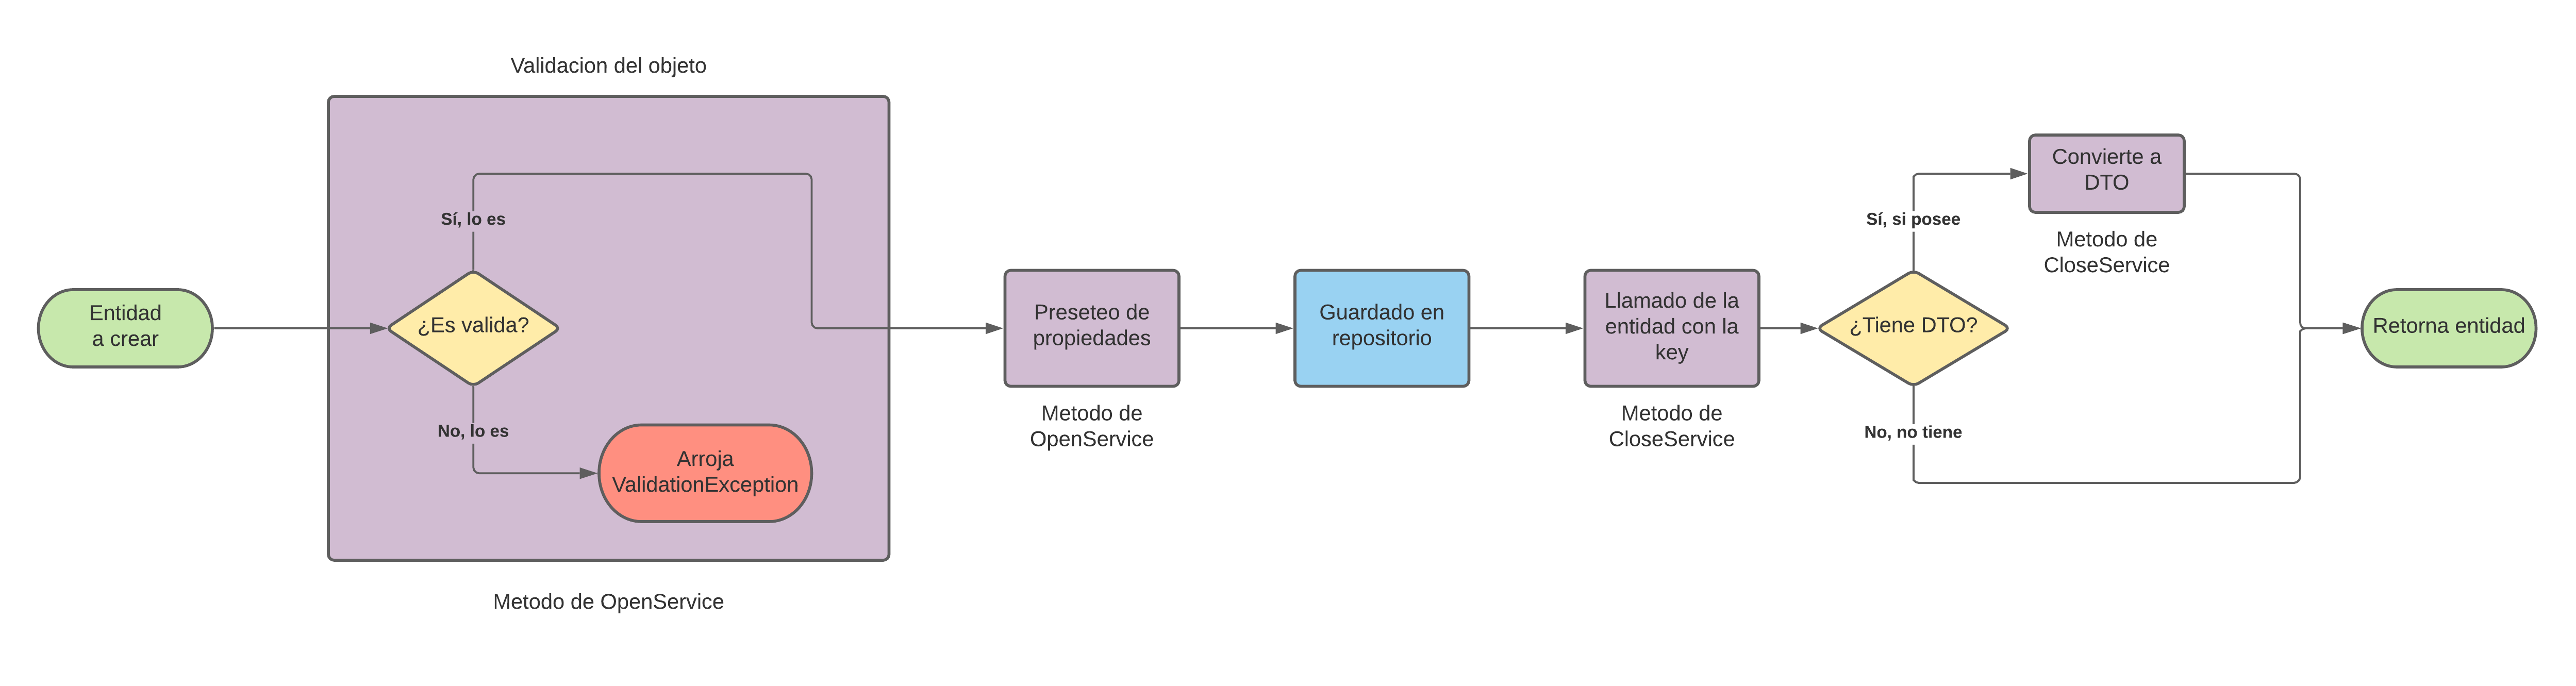 Validacion del objeto
Entidad
a crear
¿Es valida?
Sí, lo es
No, lo es
Arroja
ValidationException
Metodo de OpenService
Preseteo de
propiedades
Metodo de
OpenService
Guardado en
repositorio
Llamado de la
entidad con la
key
Metodo de
CloseService
¿Tiene DTO?
Sí, si posee
No, no tiene
Convierte a
DTO
Metodo de
CloseService
Retorna entidad